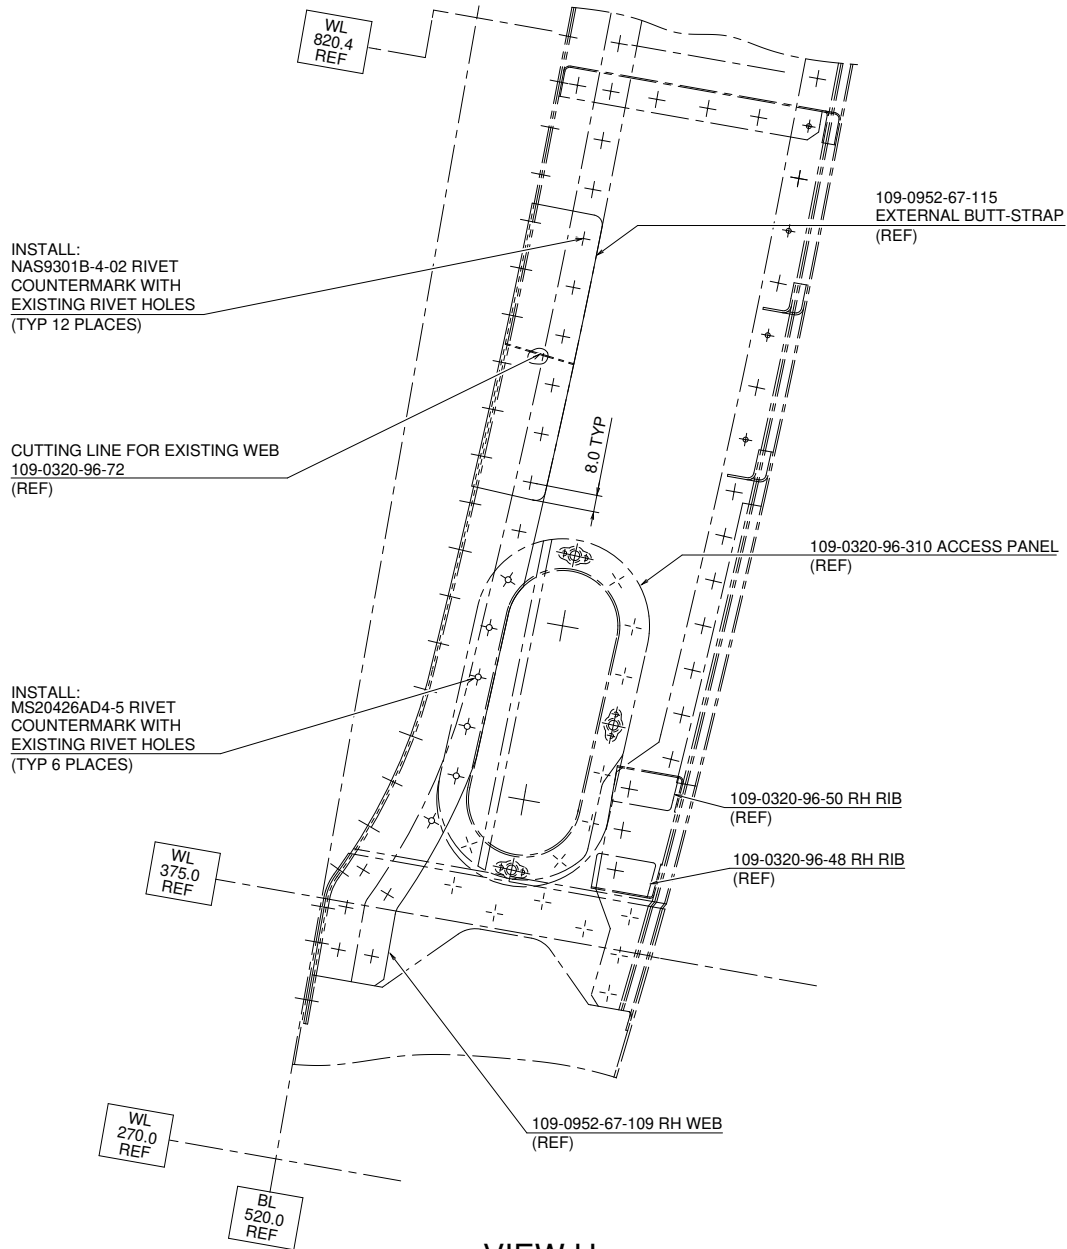 WL
820.4
REF
109-0952-67-115
EXTERNAL BUTT-STRAP
(REF)
INSTALL:
NAS9301B-4-02 RIVET
COUNTERMARK WITH
EXISTING RIVET HOLES
(TYP 12 PLACES)
CUTTING LINE FOR EXISTING WEB
109-0320-96-72
(REF)
8.0 TYP
109-0320-96-310 ACCESS PANEL
(REF)
INSTALL:
MS20426AD4-5 RIVET
COUNTERMARK WITH
EXISTING RIVET HOLES
(TYP 6 PLACES)
109-0320-96-50 RH RIB
(REF)
109-0320-96-48 RH RIB
(REF)
WL
375.0
REF
109-0952-67-109 RH WEB
(REF)
WL
270.0
REF
BL
520.0
REF